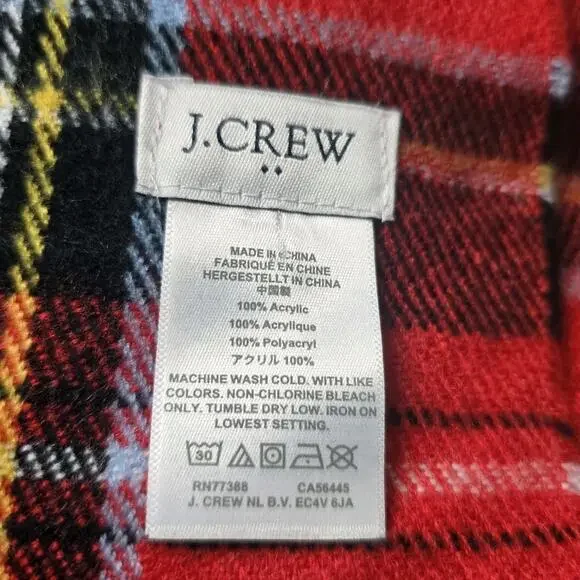 J.CREW
MADE IN CHINA
FABRIQUÉ EN CHINE
HERGESTELLT IN CHINA
中国製
100% Acrylic
100% Acrylique
100% Polyacryl
アクリル 100%
MACHINE WASH COLD. WITH LIKE
COLORS. NON-CHLORINE BLEACH
ONLY. TUMBLE DRY LOW. IRON ON
LOWEST SETTING.
30
RN77388 CA56445
J. CREW NL B.V. EC4V 6JA